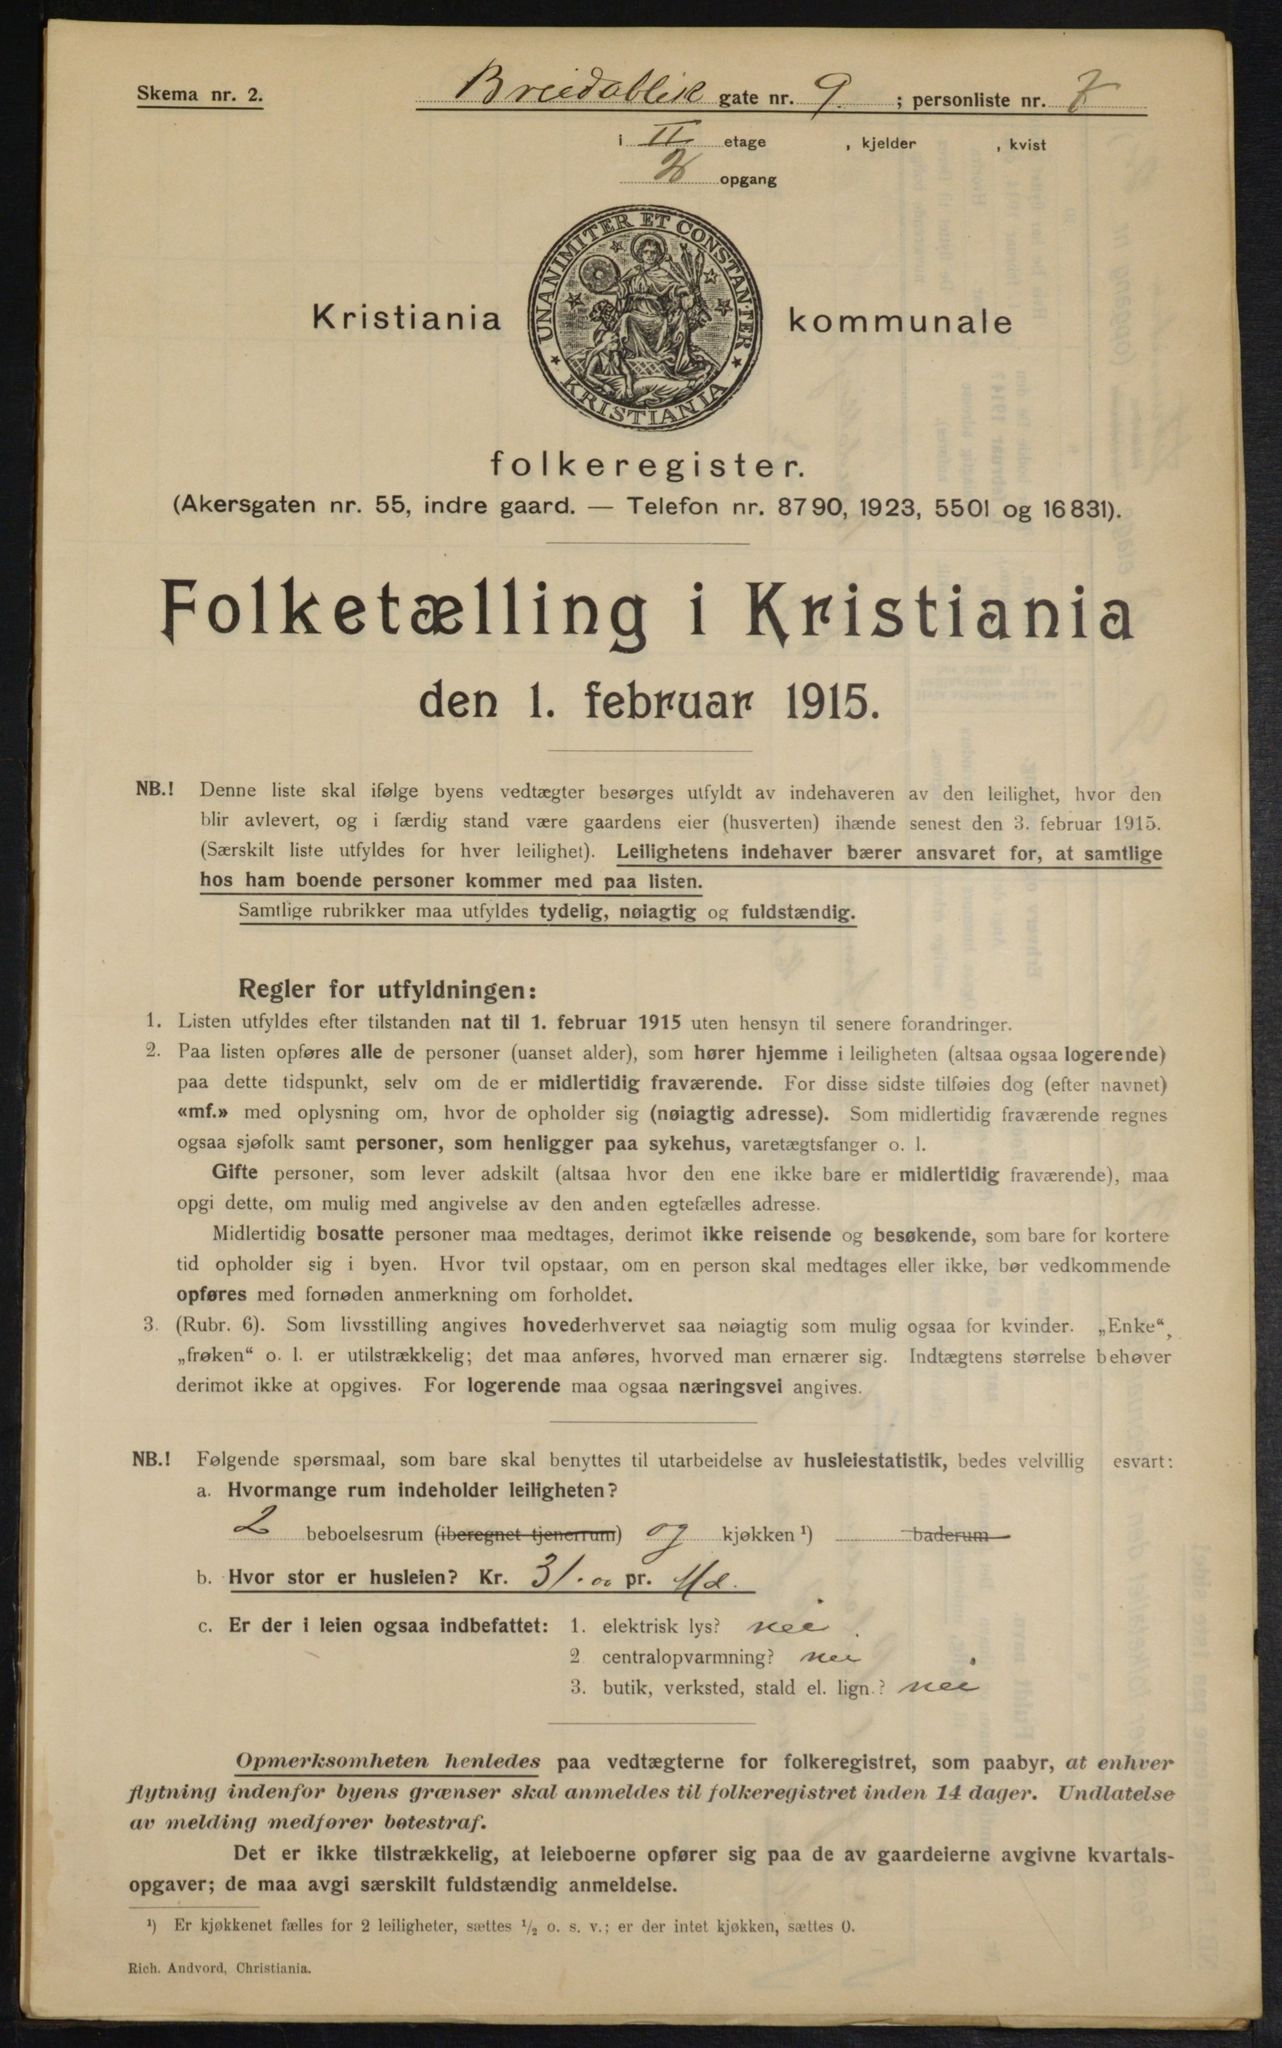 Skema nr. 2.
Breidablik gate nr. 9. ; personliste nr. 7
i II etage , kjelder , kvist
2 opgang
UNANIMITER ET CONSTANTER
KRISTIANIA
Kristiania kommunale
folkeregister.
(Akersgaten nr. 55, indre gaard. — Telefon nr. 8790, 1923, 5501 og 16831).
Folketælling i Kristiania
den 1. februar 1915.
NB.! Denne liste skal ifølge byens vedtægter besørges utfyldt av indehaveren av den leilighet, hvor den
blir avlevert, og i færdig stand være gaardens eier (husverten) ihænde senest den 3. februar 1915.
(Særskilt liste utfyldes for hver leilighet). Leilighetens indehaver bærer ansvaret for, at samtlige
hos ham boende personer kommer med paa listen.
Samtlige rubrikker maa utfyldes tydelig, nøiagtig og fuldstændig.
Regler for utfyldningen:
1. Listen utfyldes efter tilstanden nat til 1. februar 1915 uten hensyn til senere forandringer.
2. Paa listen opføres alle de personer (uanset alder), som hører hjemme i leiligheten (altsaa ogsaa logerende)
paa dette tidspunkt, selv om de er midlertidig fraværende. For disse sidste tilføies dog (efter navnet)
«mf.» med oplysning om, hvor de opholder sig (nøiagtig adresse). Som midlertidig fraværende regnes
ogsaa sjøfolk samt personer, som henligger paa sykehus, varetægtsfanger o. l.
Gifte personer, som lever adskilt (altsaa hvor den ene ikke bare er midlertidig fraværende), maa
opgi dette, om mulig med angivelse av den anden egtefælles adresse.
Midlertidig bosatte personer maa medtages, derimot ikke reisende og besøkende, som bare for kortere
tid opholder sig i byen. Hvor tvil opstaar, om en person skal medtages eller ikke, bør vedkommende
opføres med fornøden anmerkning om forholdet.
3. (Rubr. 6). Som livsstilling angives hovederhvervet saa nøiagtig som mulig ogsaa for kvinder. „Enke“,
„frøken“ o. l. er utilstrækkelig; det maa anføres, hvorved man ernærer sig. Indtægtens størrelse behøver
derimot ikke at opgives. For logerende maa ogsaa næringsvei angives.
NB.! Følgende spørsmaal, som bare skal benyttes til utarbeidelse av husleiestatistik, bedes velvillig esvart:
a. Hvormange rum indeholder leiligheten?
2 beboelsesrum (iberegnet tjenerrum) og kjøkken ¹) baderum
b. Hvor stor er husleien? Kr. 31.00 pr. Md.
c. Er der i leien ogsaa indbefattet: 1. elektrisk lys? nei.
2 centralopvarmning? nei
3. butik, verksted, stald el. lign.? nei
Opmerksomheten henledes paa vedtægterne for folkeregistret, som paabyr, at enhver
flytning indenfor byens grænser skal anmeldes til folkeregistret inden 14 dager. Undlatelse
av melding medfører bøtestraf.
Det er ikke tilstrækkelig, at leieboerne opfører sig paa de av gaardeierne avgivne kvartals-
opgaver; de maa avgi særskilt fuldstændig anmeldelse.
¹) Er kjøkkenet fælles for 2 leiligheter, sættes ½ o. s. v.; er der intet kjøkken, sættes 0.
Rich. Andvord, Christiania.